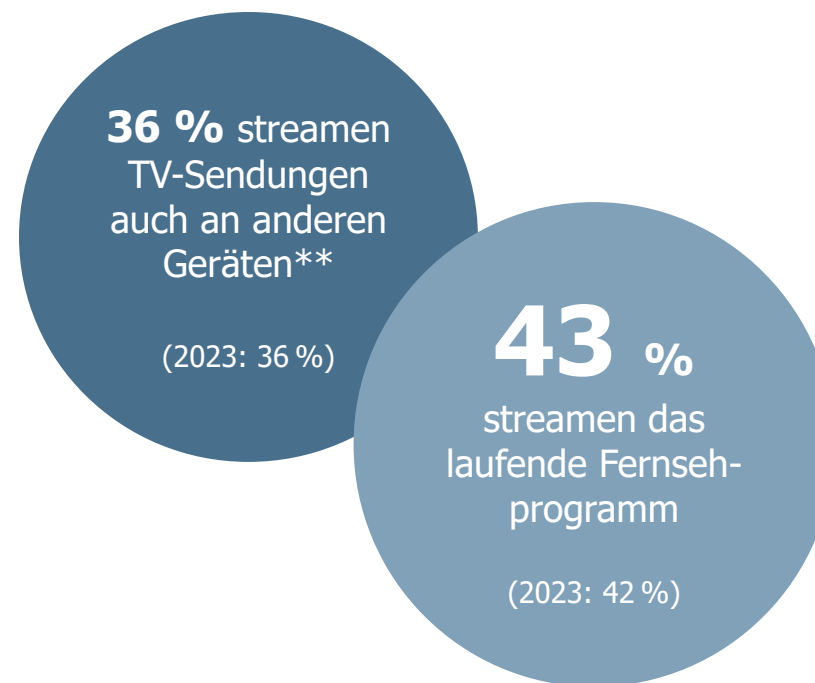 36 % streamen
TV-Sendungen
auch an anderen
Geräten**
(2023: 36 %)
43 %
streamen das
laufende Fernseh-
programm
(2023: 42 %)